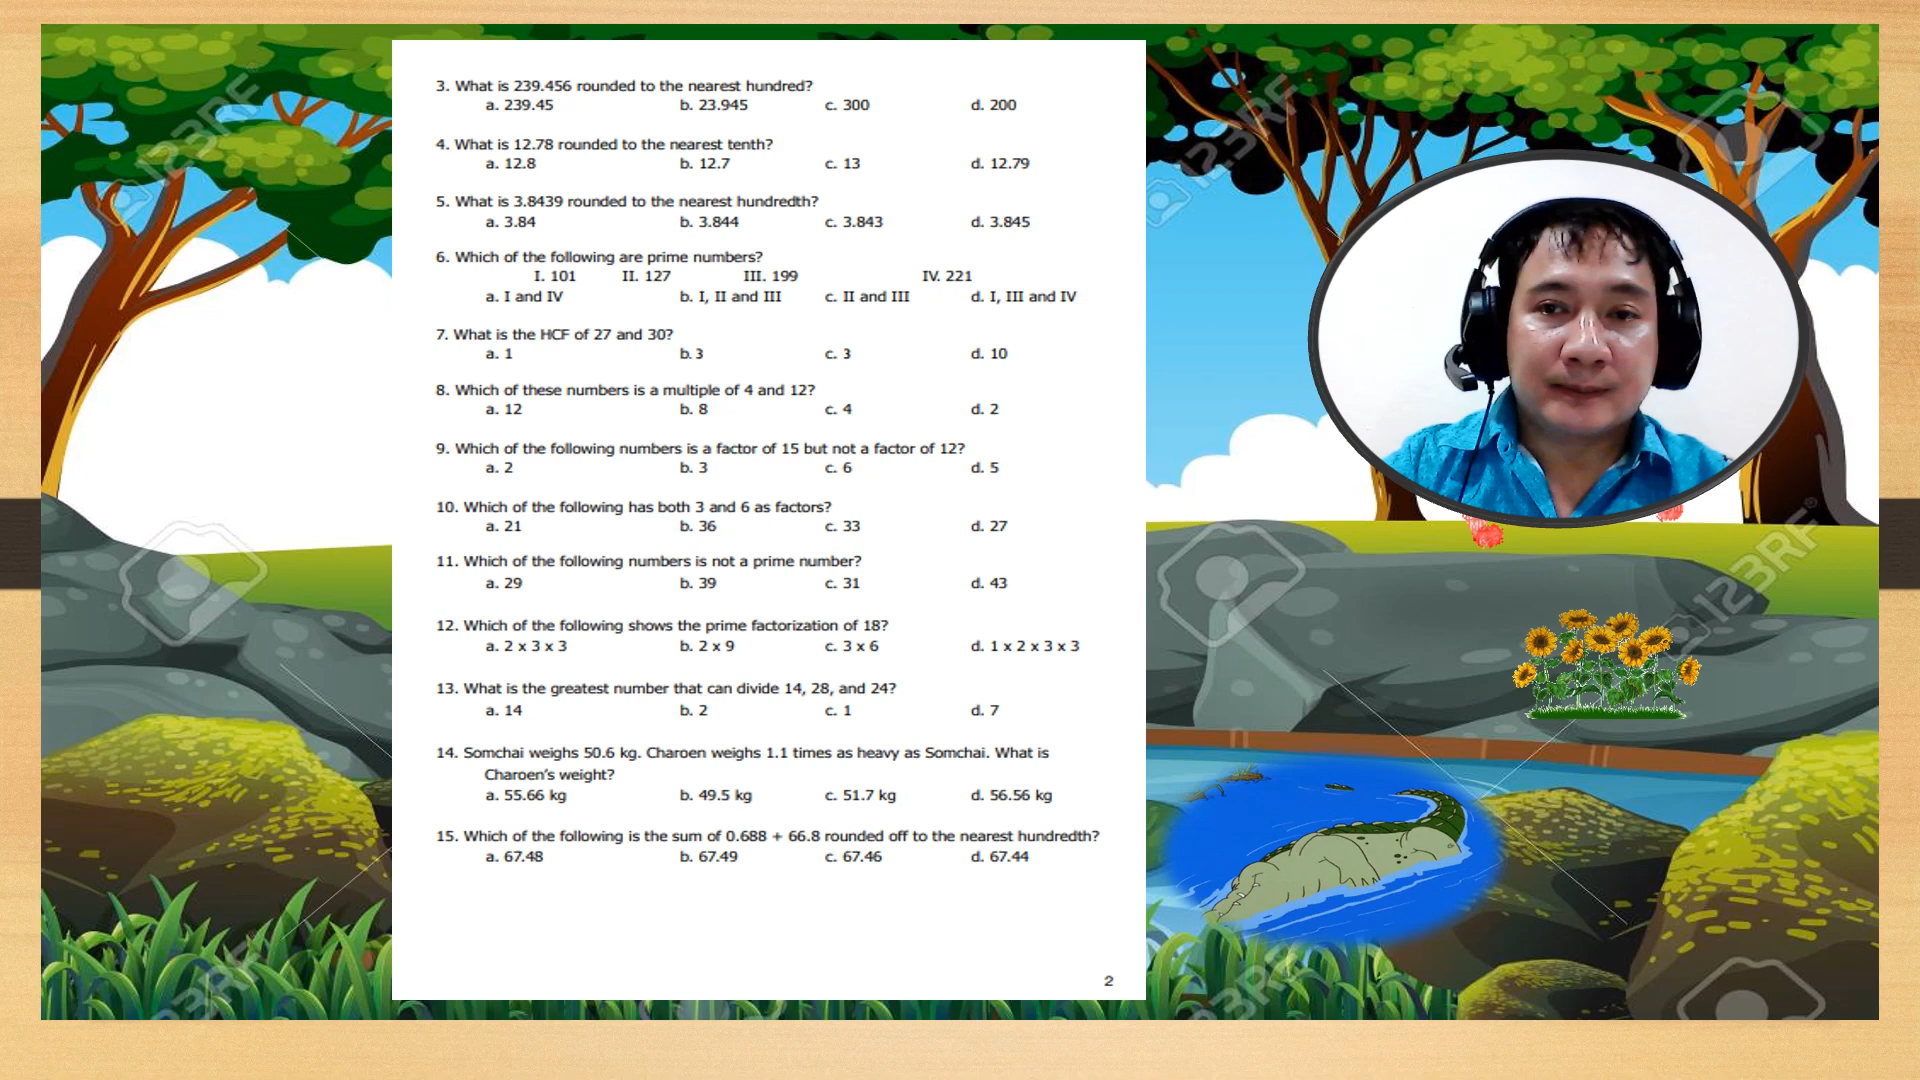 3. What is 239.456 rounded to the nearest hundred?
a. 239.45 b. 23.945 c. 300 d. 200
4. What is 12.78 rounded to the nearest tenth?
a. 12.8 b. 12.7 c. 13 d. 12.79
5. What is 3.8439 rounded to the nearest hundredth?
a. 3.84 b. 3.844 c. 3.843 d. 3.845
6. Which of the following are prime numbers?
I. 101 II. 127 III. 199 IV. 221
a. I and IV b. I, II and III c. II and III d. I, III and IV
7. What is the HCF of 27 and 30?
a. 1 b. 3 c. 3 d. 10
8. Which of these numbers is a multiple of 4 and 12?
a. 12 b. 8 c. 4 d. 2
9. Which of the following numbers is a factor of 15 but not a factor of 12?
a. 2 b. 3 c. 6 d. 5
10. Which of the following has both 3 and 6 as factors?
a. 21 b. 36 c. 33 d. 27
11. Which of the following numbers is not a prime number?
a. 29 b. 39 c. 31 d. 43
12. Which of the following shows the prime factorization of 18?
a. 2 x 3 x 3 b. 2 x 9 c. 3 x 6 d. 1 x 2 x 3 x 3
13. What is the greatest number that can divide 14, 28, and 24?
a. 14 b. 2 c. 1 d. 7
14. Somchai weighs 50.6 kg. Charoen weighs 1.1 times as heavy as Somchai. What is
Charoen's weight?
a. 55.66 kg b. 49.5 kg c. 51.7 kg d. 56.56 kg
15. Which of the following is the sum of 0.688 + 66.8 rounded off to the nearest hundredth?
a. 67.48 b. 67.49 c. 67.46 d. 67.44
2
123RF
123RF
123RF
123RF
123RF